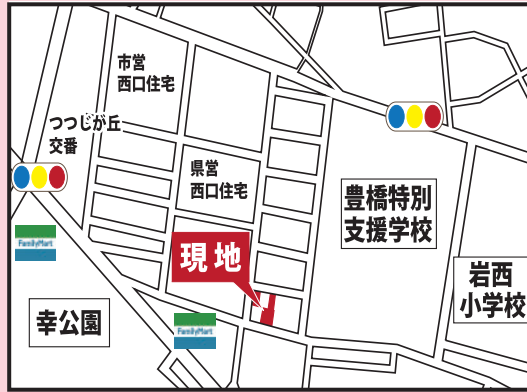 市営
西口住宅
つつじが丘
交番
県営
西口住宅
豊橋特別
支援学校
現地
岩西
小学校
FamilyMart
幸公園
FamilyMart